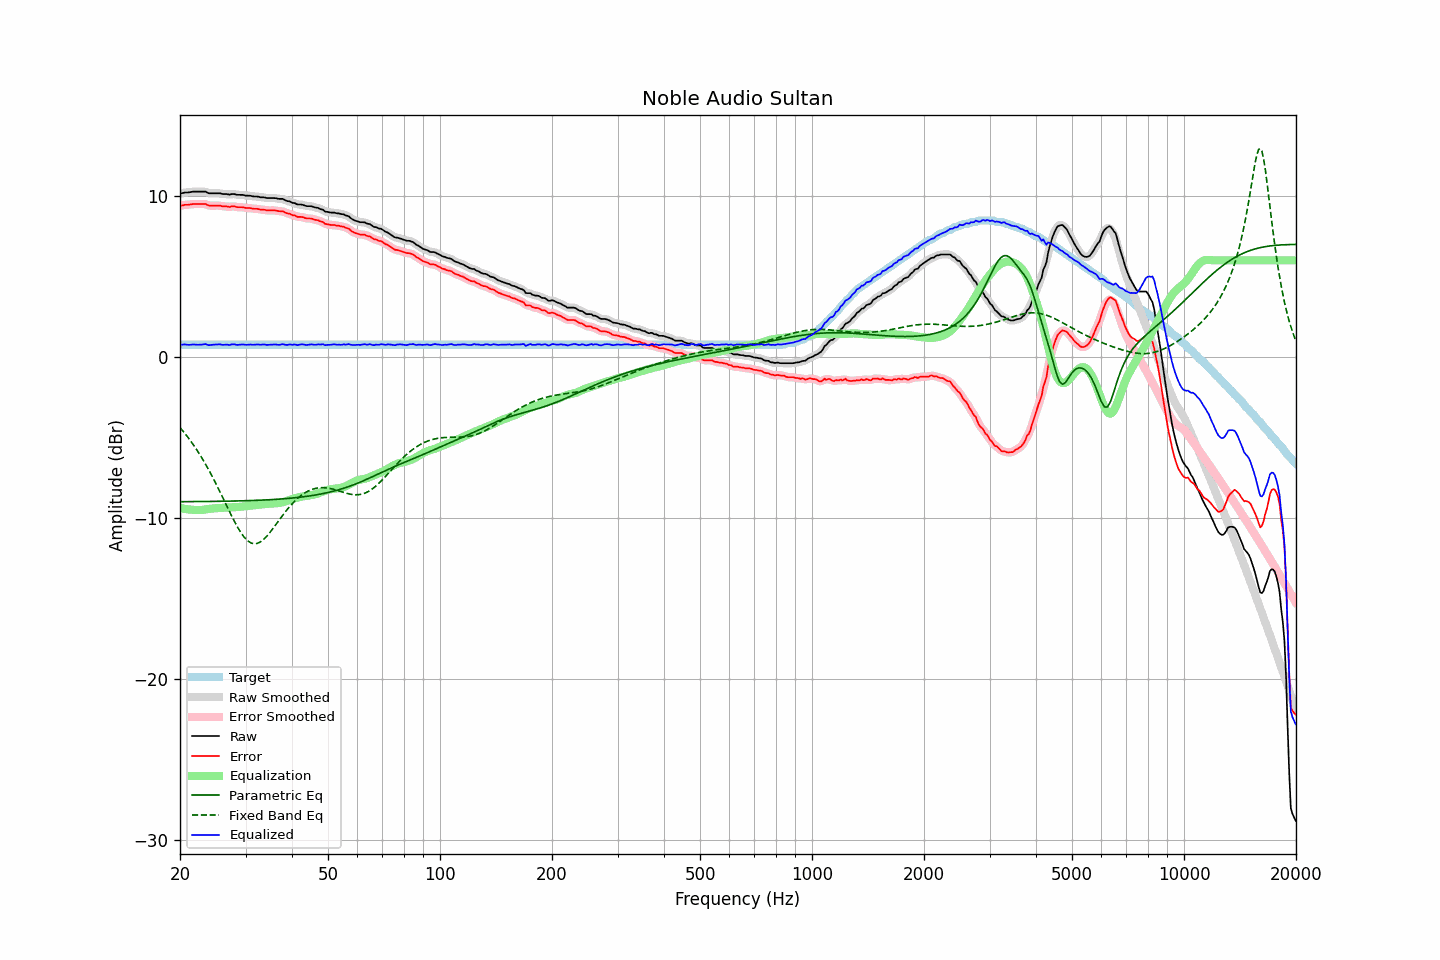 Noble Audio Sultan
Amplitude (dBr)
10
0
−10
−20
−30
Target
Raw Smoothed
Error Smoothed
Raw
Error
Equalization
Parametric Eq
Fixed Band Eq
Equalized
20 50 100 200 500 1000 2000 5000 10000 20000
Frequency (Hz)